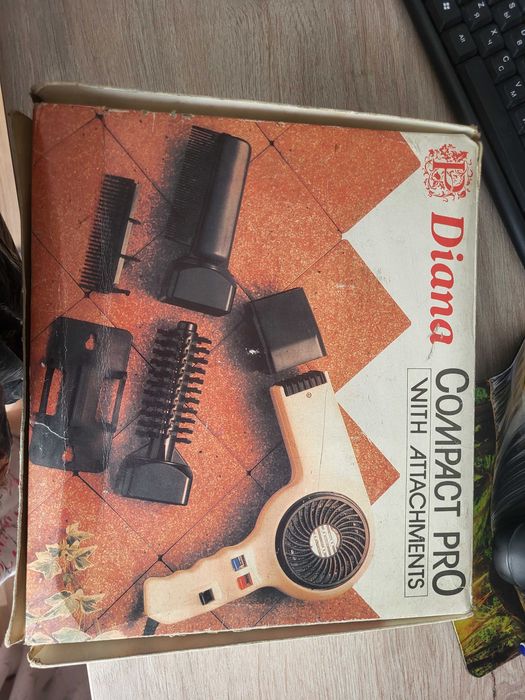 D
Diana
COMPACT PRO
WITH ATTACHMENTS